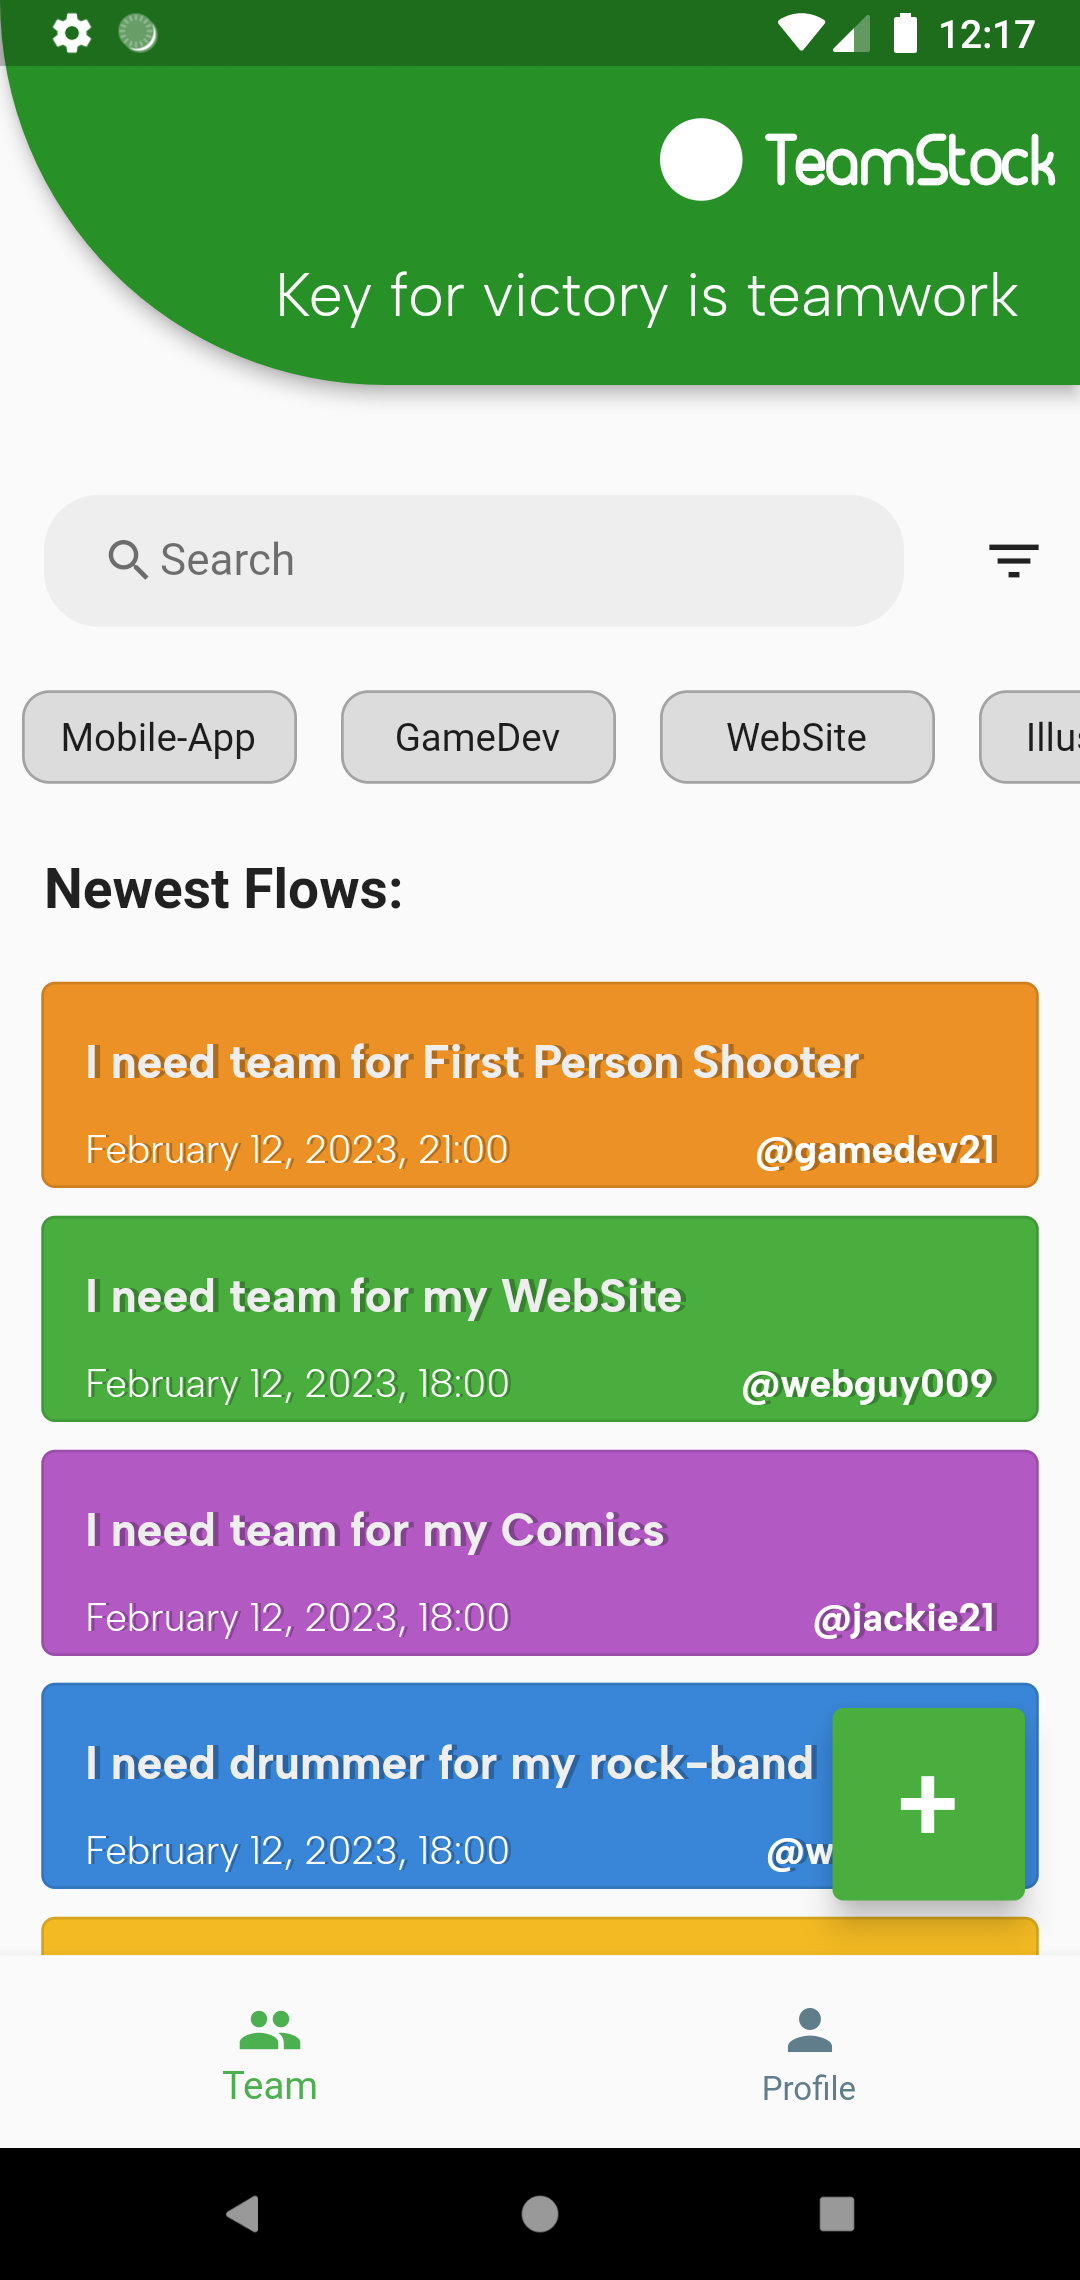 12:17
TeamStock
Key for victory is teamwork
Search
Mobile-App GameDev WebSite Illus
Newest Flows:
I need team for First Person Shooter
February 12, 2023, 21:00 @gamedev21
I need team for my WebSite
February 12, 2023, 18:00 @webguy009
I need team for my Comics
February 12, 2023, 18:00 @jackie21
I need drummer for my rock-band
February 12, 2023, 18:00 @w
+
Team Profile